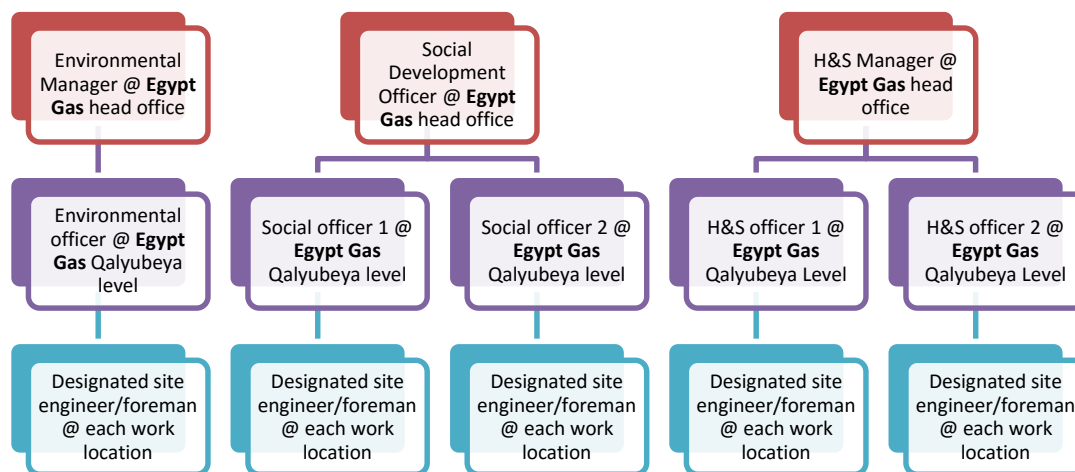 Environmental
Manager @ Egypt
Gas head office
Social
Development
Officer @ Egypt
Gas head office
H&S Manager @
Egypt Gas head
office
Environmental
officer @ Egypt
Gas Qalyubeya
level
Social officer 1 @
Egypt Gas
Qalyubeya level
Social officer 2 @
Egypt Gas
Qalyubeya level
H&S officer 1 @
Egypt Gas
Qalyubeya Level
H&S officer 2 @
Egypt Gas
Qalyubeya Level
Designated site
engineer/foreman
@ each work
location
Designated site
engineer/foreman
@ each work
location
Designated site
engineer/foreman
@ each work
location
Designated site
engineer/foreman
@ each work
location
Designated site
engineer/foreman
@ each work
location